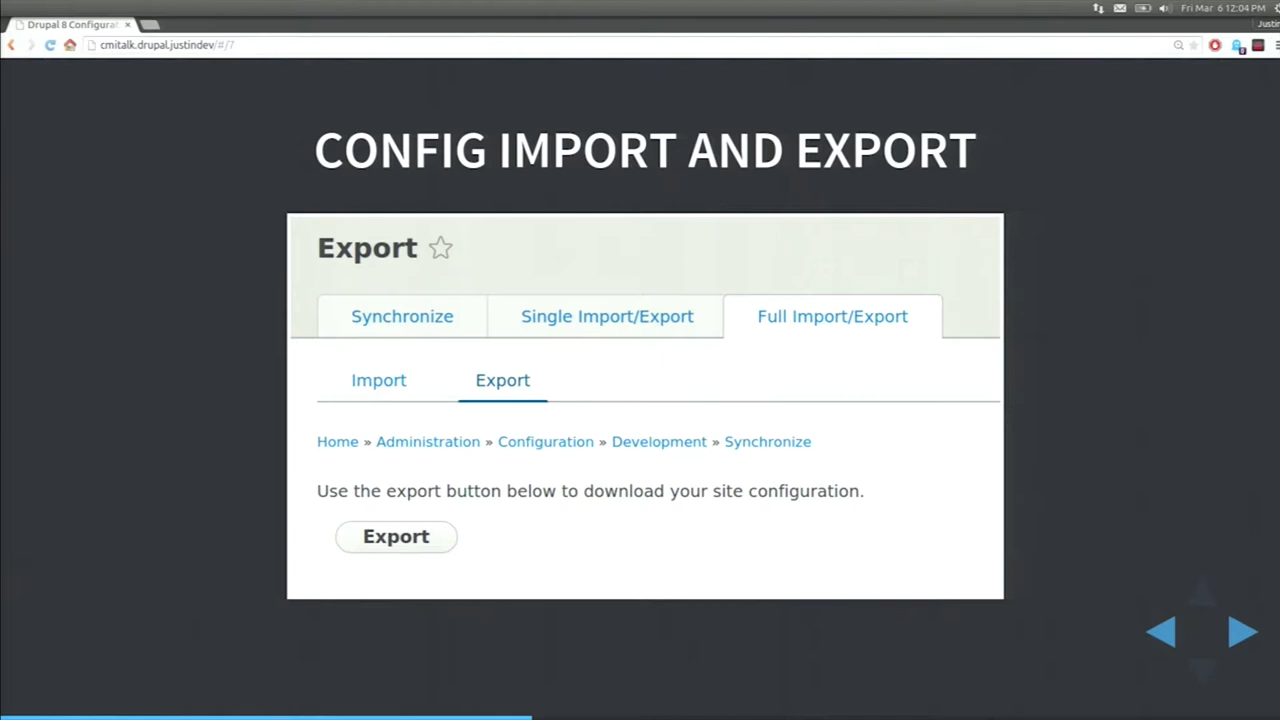 Fri Mar 6 12:04 PM
Drupal 8 Configurat
Justin
cmitalk.drupal.justindev/#/7
CONFIG IMPORT AND EXPORT
Export
Synchronize Single Import/Export Full Import/Export
Import Export
Home » Administration » Configuration » Development » Synchronize
Use the export button below to download your site configuration.
Export